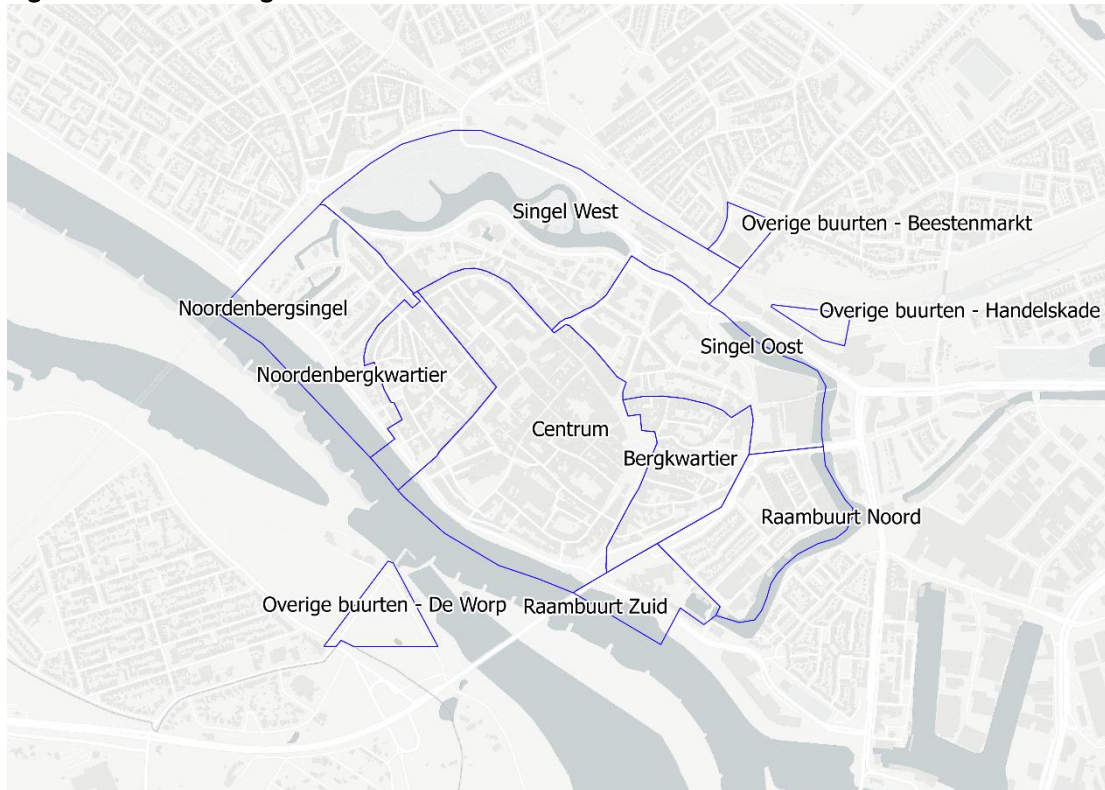 Singel West
Overige buurten - Beestenmarkt
Noordenbergsingel
Overige buurten - Handelskade
Singel Oost
Noordenbergkwartier
Centrum
Bergkwartier
Raambuurt Noord
Overige buurten - De Worp
Raambuurt Zuid